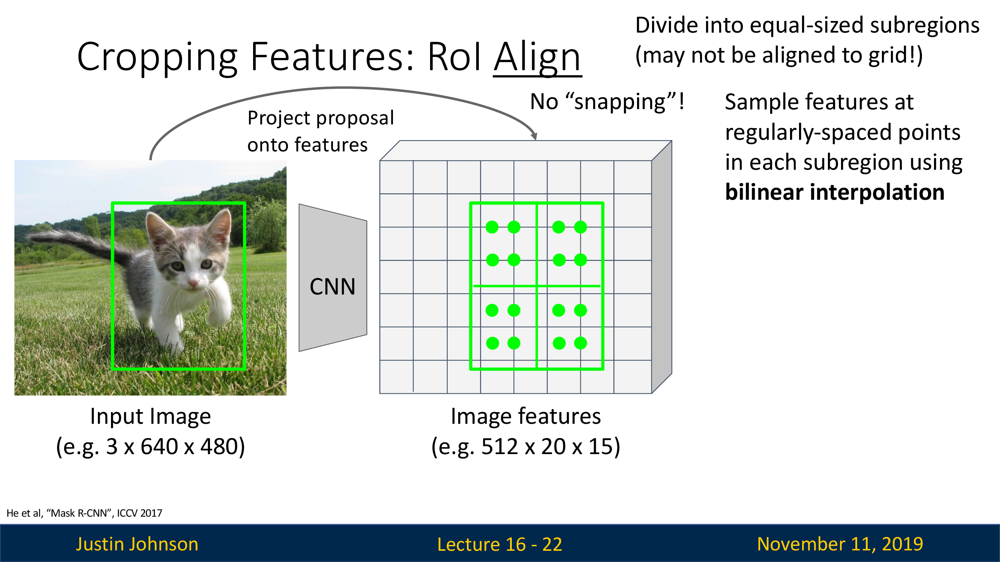 Divide into equal-sized subregions
(may not be aligned to grid!)
Cropping Features: RoI Align
No “snapping”!
Sample features at
regularly-spaced points
in each subregion using
bilinear interpolation
Project proposal
onto features
CNN
Input Image
(e.g. 3 x 640 x 480)
Image features
(e.g. 512 x 20 x 15)
He et al, “Mask R-CNN”, ICCV 2017
Justin Johnson
Lecture 16 - 22
November 11, 2019